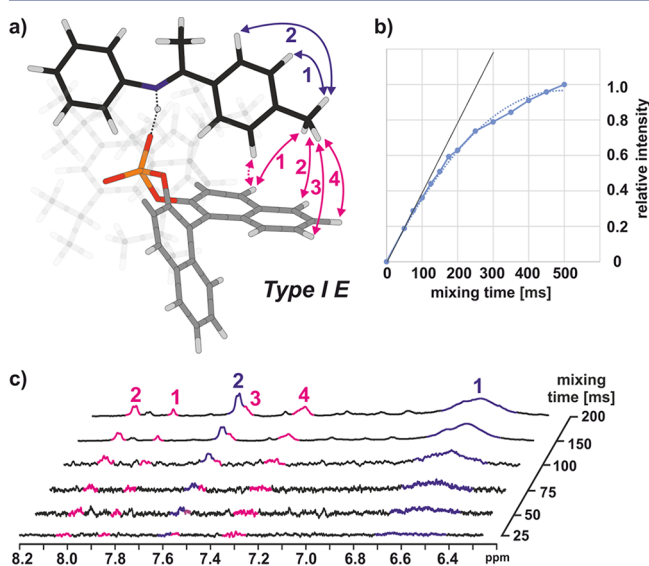 a)
2
1
1
2
3
4
Type I E
b)
1.0
0.8
0.6
0.4
0.2
0
relative intensity
0 100 200 300 400 500
mixing time [ms]
c)
2 1 2 3 4 1
mixing
time [ms]
200
150
100
75
50
25
8.2 8.0 7.8 7.6 7.4 7.2 7.0 6.8 6.6 6.4 ppm